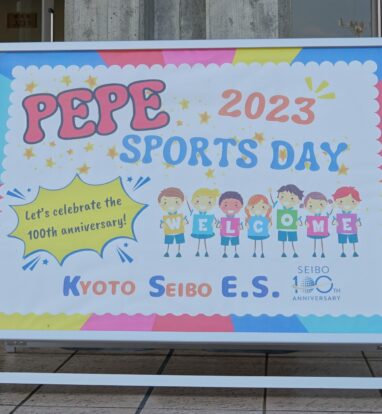 PEPE 2023
SPORTS DAY
Let's celebrate the
100th anniversary!
WELCOME
KYOTO SEIBO E.S.
SEIBO
100TH
ANNIVERSARY